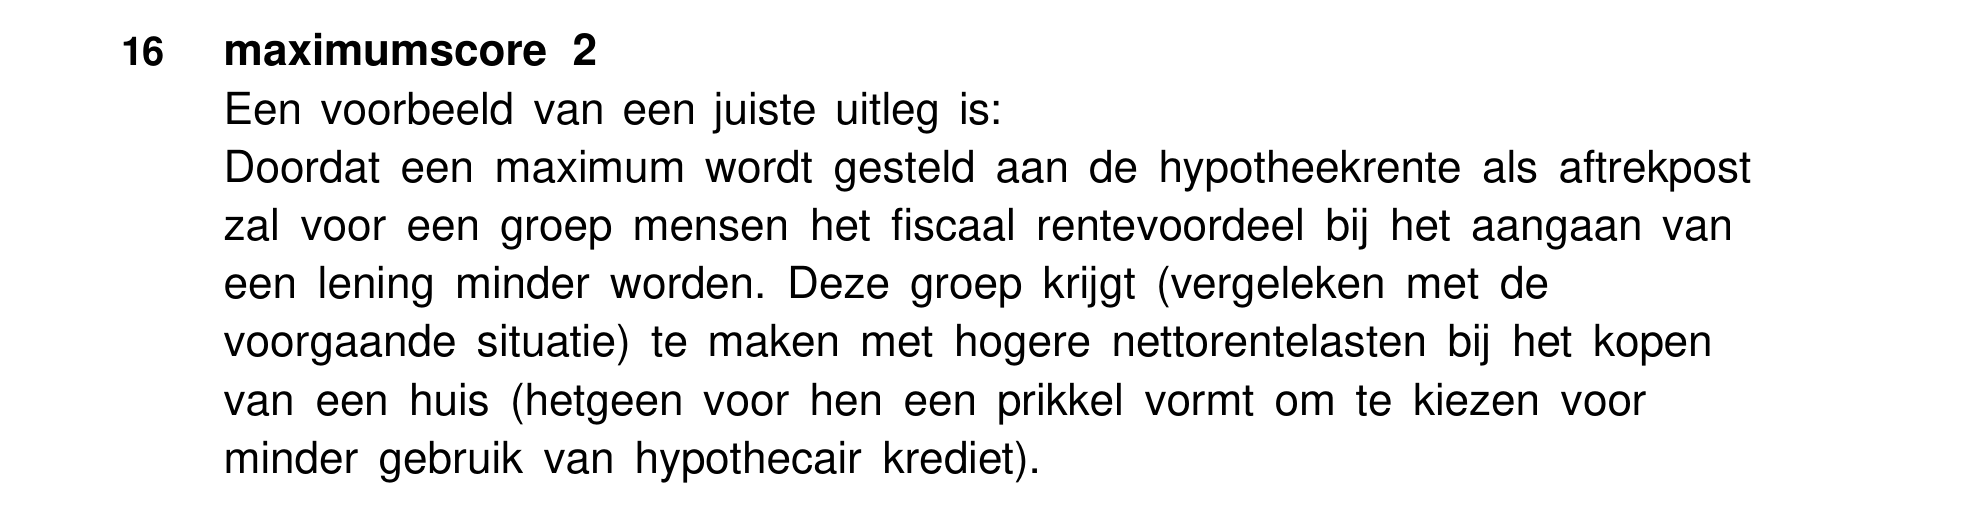 16 maximumscore 2
Een voorbeeld van een juiste uitleg is:
Doordat een maximum wordt gesteld aan de hypotheekrente als aftrekpost
zal voor een groep mensen het fiscaal rentevoordeel bij het aangaan van
een lening minder worden. Deze groep krijgt (vergeleken met de
voorgaande situatie) te maken met hogere nettorentelasten bij het kopen
van een huis (hetgeen voor hen een prikkel vormt om te kiezen voor
minder gebruik van hypothecair krediet).